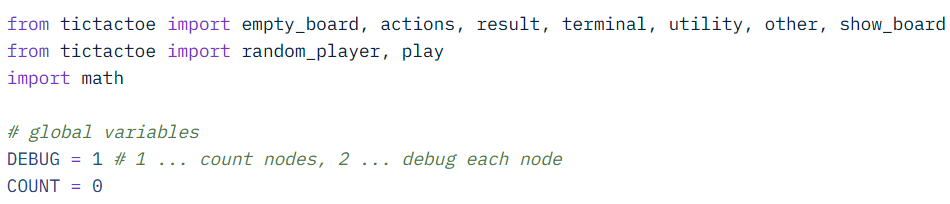 from tictactoe import empty_board, actions, result, terminal, utility, other, show_board
from tictactoe import random_player, play
import math
# global variables
DEBUG = 1 # 1 ... count nodes, 2 ... debug each node
COUNT = 0